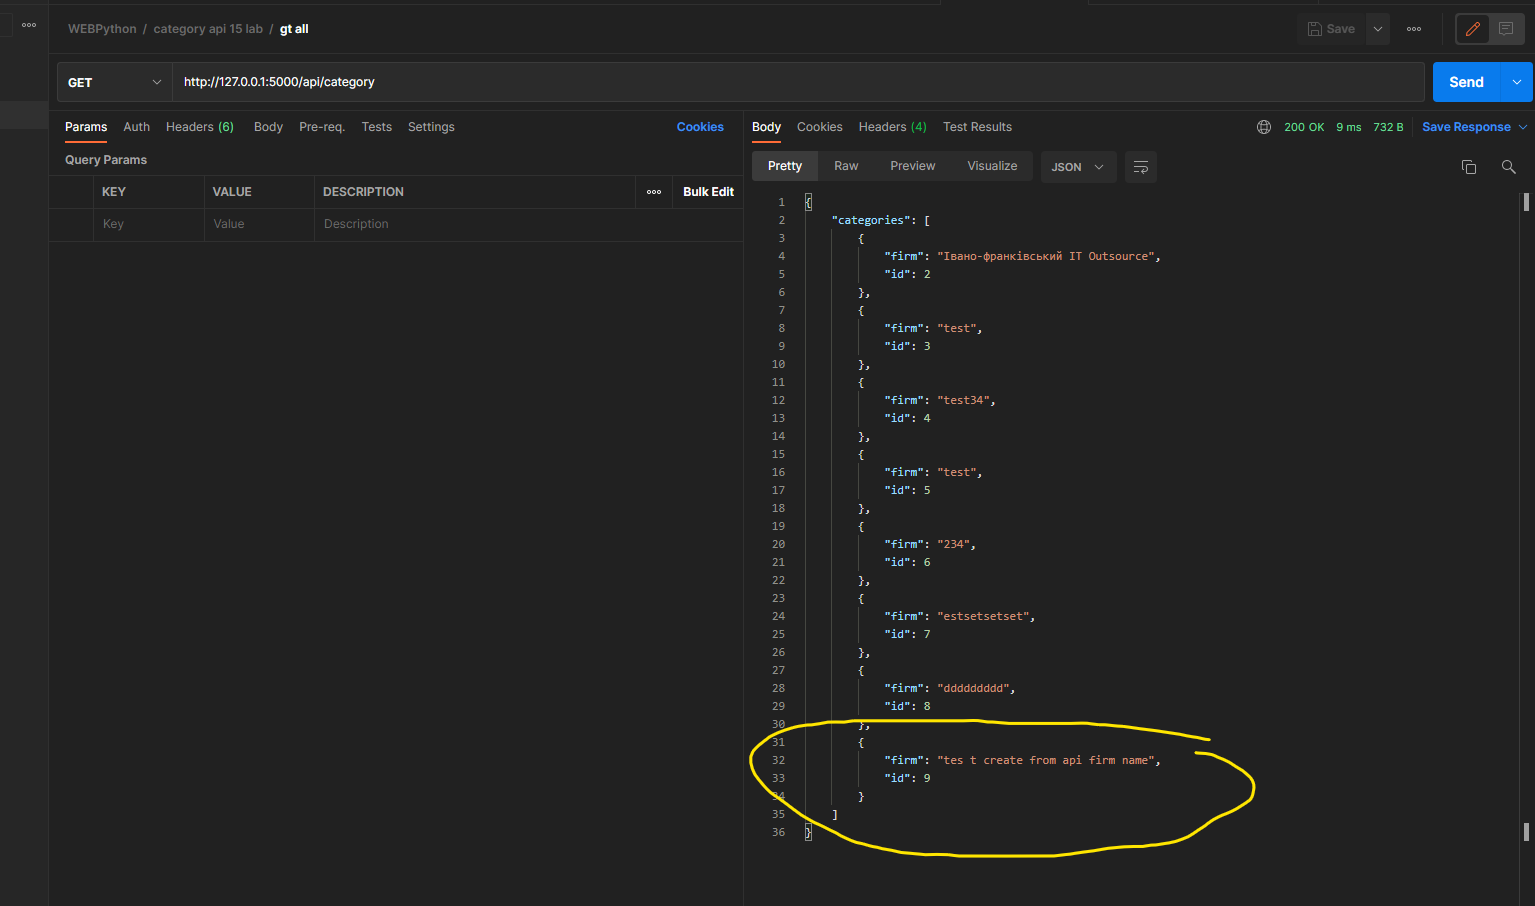 WEBPython / category api 15 lab / gt all
Save
GET http://127.0.0.1:5000/api/category Send
Params Auth Headers (6) Body Pre-req. Tests Settings Cookies
Query Params
KEY VALUE DESCRIPTION Bulk Edit
Key Value Description
Body Cookies Headers (4) Test Results 200 OK 9 ms 732 B Save Response
Pretty Raw Preview Visualize JSON
1 {
2 "categories": [
3 {
4 "firm": "Івано-франківський IT Outsource",
5 "id": 2
6 },
7 {
8 "firm": "test",
9 "id": 3
10 },
11 {
12 "firm": "test34",
13 "id": 4
14 },
15 {
16 "firm": "test",
17 "id": 5
18 },
19 {
20 "firm": "234",
21 "id": 6
22 },
23 {
24 "firm": "estsetsetset",
25 "id": 7
26 },
27 {
28 "firm": "ddddddddd",
29 "id": 8
30 },
31 {
32 "firm": "tes t create from api firm name",
33 "id": 9
34 }
35 ]
36 }